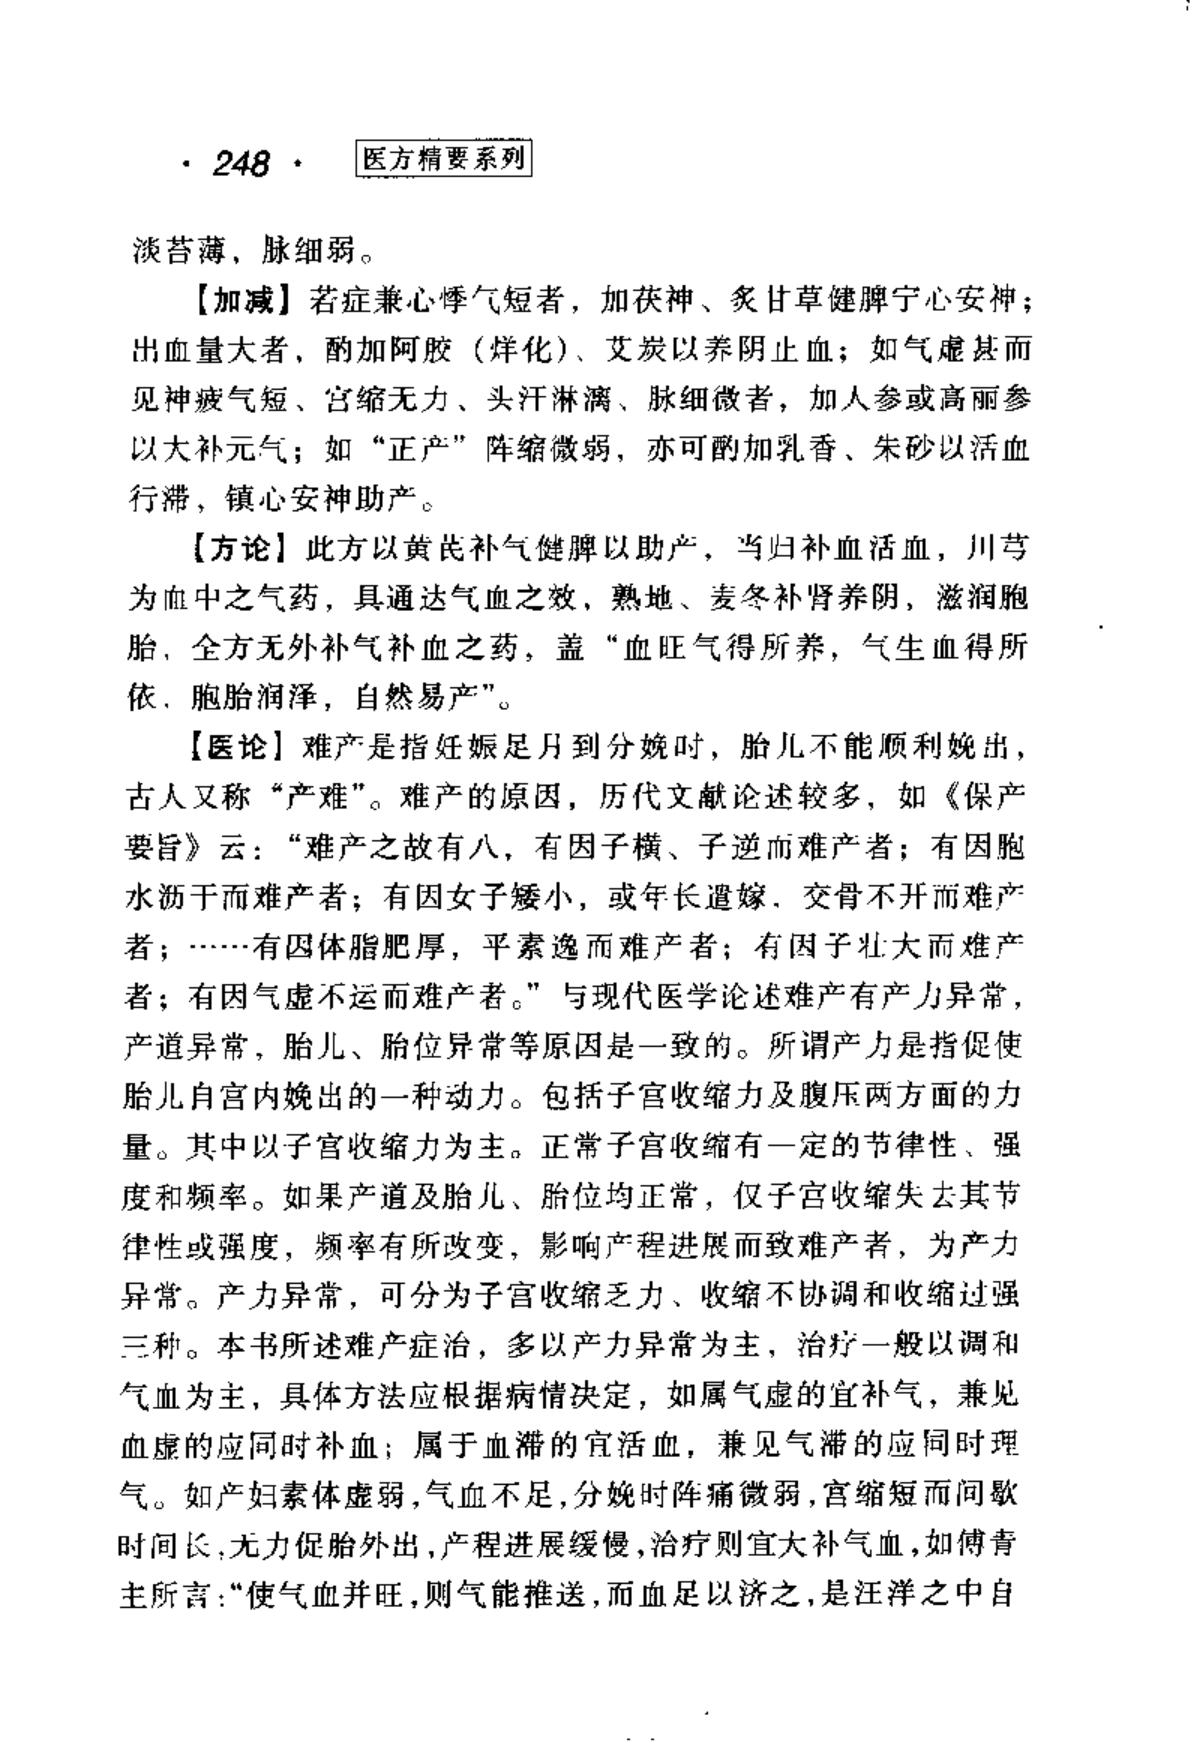 · 248 · 医方精要系列
淡苔薄，脉细弱。
【加减】若症兼心悸气短者，加茯神、炙甘草健脾宁心安神；
出血量大者，酌加阿胶（烊化）、艾炭以养阴止血；如气虚甚而
见神疲气短、宫缩无力、头汗淋漓、脉细微者，加人参或高丽参
以大补元气；如“正产”阵缩微弱，亦可酌加乳香、朱砂以活血
行滞，镇心安神助产。
【方论】此方以黄芪补气健脾以助产，当归补血活血，川芎
为血中之气药，具通达气血之效，熟地、麦冬补肾养阴，滋润胞
胎，全方无外补气补血之药，盖“血旺气得所养，气生血得所
依，胞胎润泽，自然易产”。
【医论】难产是指妊娠足月到分娩时，胎儿不能顺利娩出，
古人又称“产难”。难产的原因，历代文献论述较多，如《保产
要旨》云：“难产之故有八，有因子横、子逆而难产者；有因胞
水沥干而难产者；有因女子矮小，或年长遣嫁，交骨不开而难产
者；……有因体脂肥厚，平素逸而难产者；有因子壮大而难产
者；有因气虚不运而难产者。”与现代医学论述难产有产力异常，
产道异常，胎儿、胎位异常等原因是一致的。所谓产力是指促使
胎儿自宫内娩出的一种动力。包括子宫收缩力及腹压两方面的力
量。其中以子宫收缩力为主。正常子宫收缩有一定的节律性、强
度和频率。如果产道及胎儿、胎位均正常，仅子宫收缩失去其节
律性或强度，频率有所改变，影响产程进展而致难产者，为产力
异常。产力异常，可分为子宫收缩乏力、收缩不协调和收缩过强
三种。本书所述难产症治，多以产力异常为主，治疗一般以调和
气血为主，具体方法应根据病情决定，如属气虚的宜补气，兼见
血虚的应同时补血；属于血滞的宜活血，兼见气滞的应同时理
气。如产妇素体虚弱，气血不足，分娩时阵痛微弱，宫缩短而间歇
时间长，无力促胎外出，产程进展缓慢，治疗则宜大补气血，如傅青
主所言：“使气血并旺，则气能推送，而血足以济之，是汪洋之中自